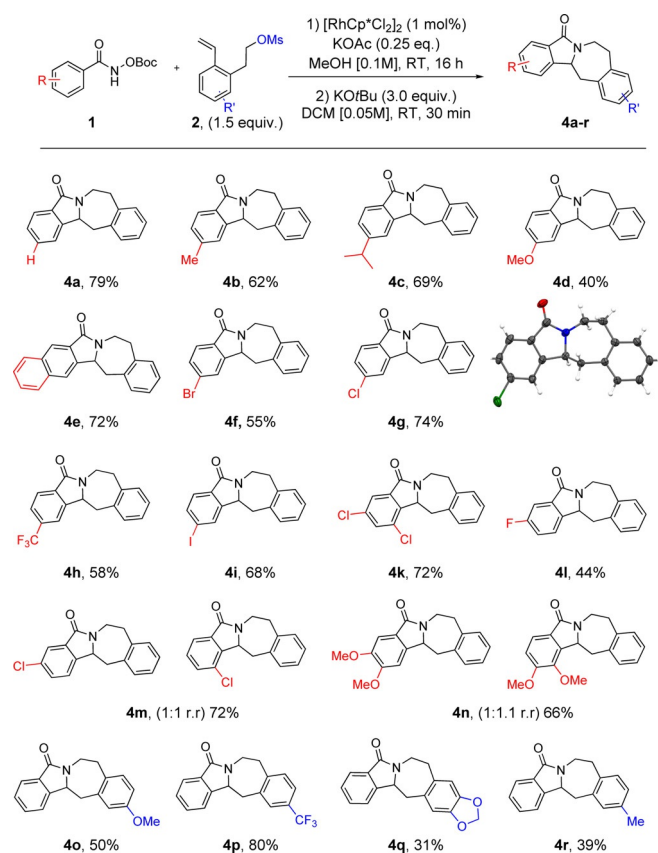 O
R
N
H
OBoc
1
+
OMs
R'
2, (1.5 equiv.)
1) [RhCp*Cl2]2 (1 mol%)
KOAc (0.25 eq.)
MeOH [0.1M], RT, 16 h
2) KOtBu (3.0 equiv.)
DCM [0.05M], RT, 30 min
O
N
R
R'
4a-r
O
N
H
4a, 79%
O
N
Me
4b, 62%
O
N
4c, 69%
O
N
MeO
4d, 40%
O
N
4e, 72%
O
N
Br
4f, 55%
O
N
Cl
4g, 74%
O
N
F3C
4h, 58%
O
N
I
4i, 68%
O
N
Cl
Cl
4k, 72%
O
N
F
4l, 44%
O
N
Cl
O
N
Cl
4m, (1:1 r.r) 72%
O
N
MeO
MeO
O
N
MeO
OMe
4n, (1:1.1 r.r) 66%
O
N
OMe
4o, 50%
O
N
CF3
4p, 80%
O
N
O
O
4q, 31%
O
N
Me
4r, 39%